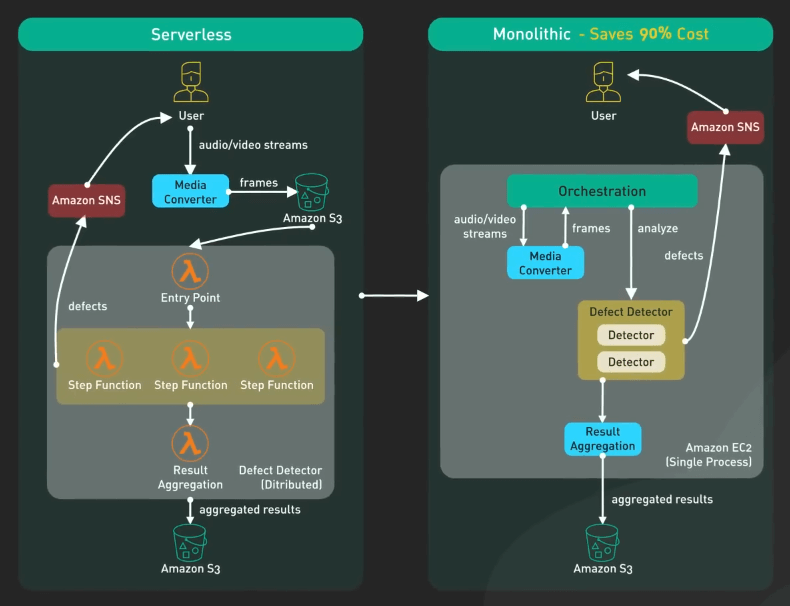 Serverless
User
audio/video streams
Amazon SNS
Media
Converter
frames
Amazon S3
Entry Point
defects
Step Function
Step Function
Step Function
Result
Aggregation
Defect Detector
(Ditributed)
aggregated results
Amazon S3
Monolithic - Saves 90% Cost
User
Amazon SNS
Orchestration
audio/video
streams
frames
analyze
Media
Converter
defects
Defect Detector
Detector
Detector
Result
Aggregation
Amazon EC2
(Single Process)
aggregated results
Amazon S3